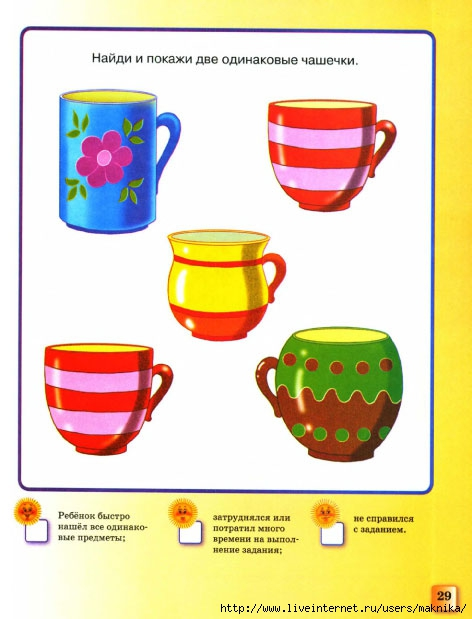 Найди и покажи две одинаковые чашечки.
Ребёнок быстро
нашёл все одинако-
вые предметы;
затруднялся или
потратил много
времени на выпол-
нение задания;
не справился
с заданием.
29
http://www.liveinternet.ru/users/maknika/